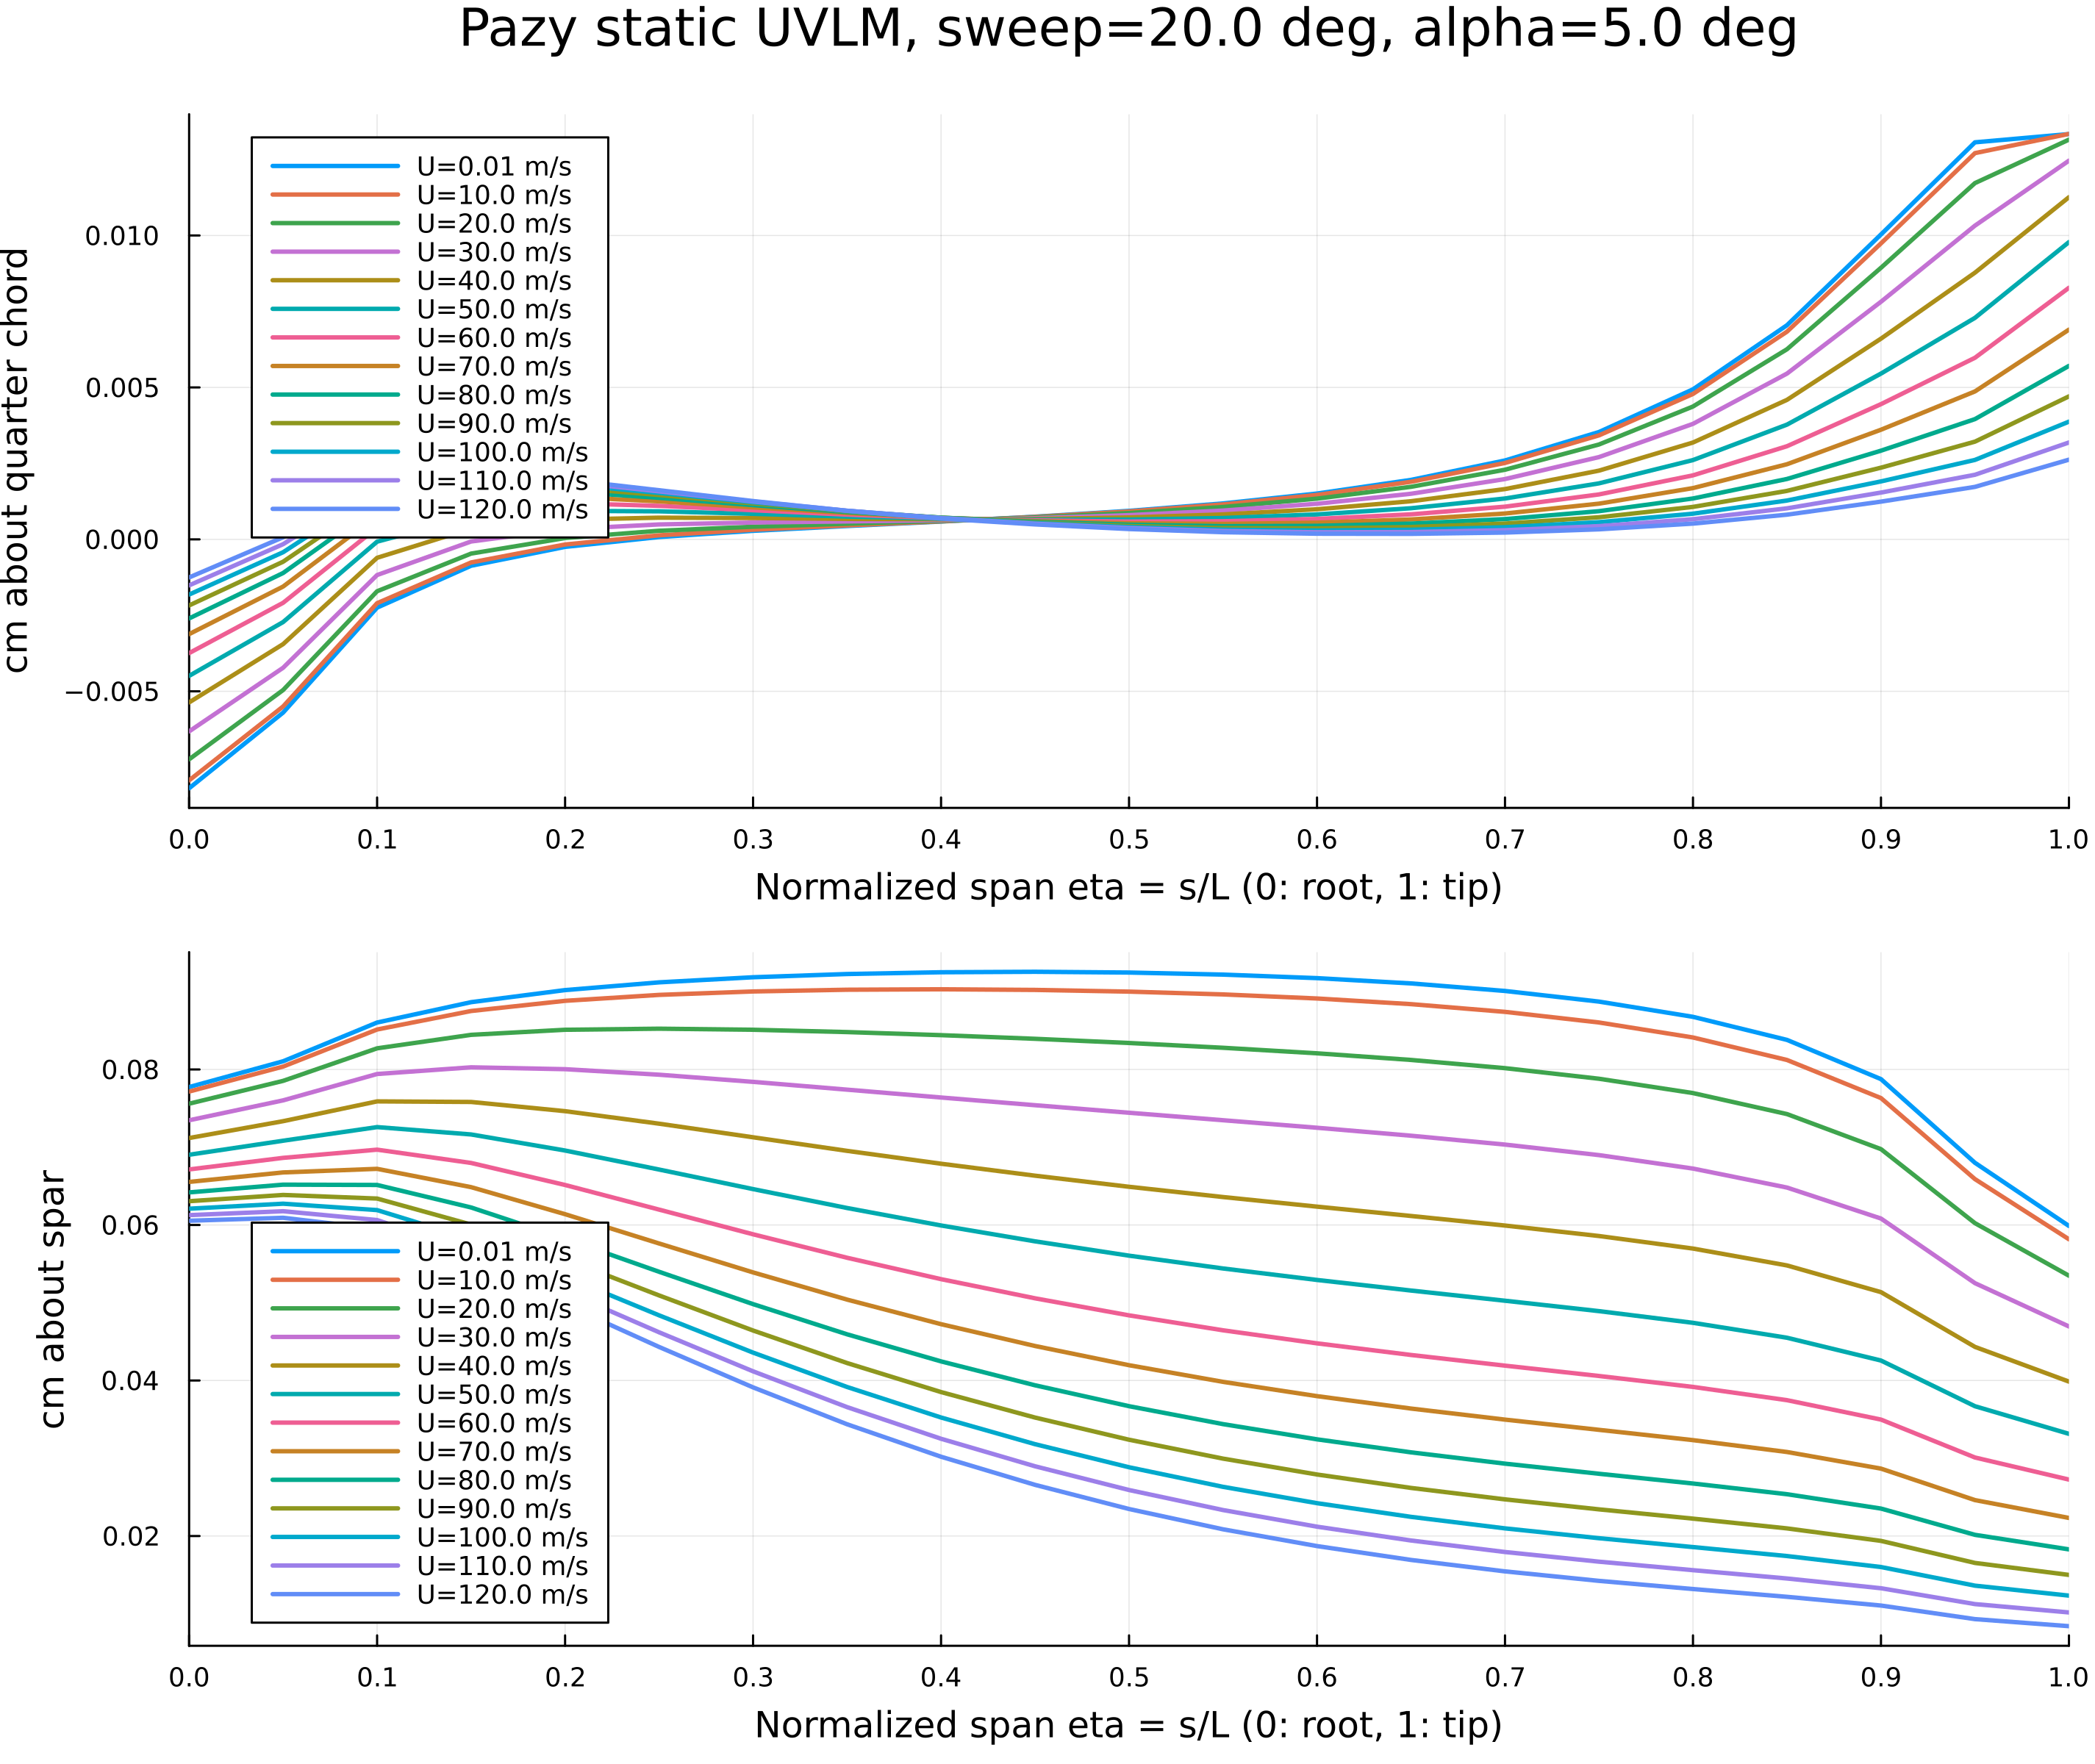 Pazy static UVLM, sweep=20.0 deg, alpha=5.0 deg
cm about quarter chord
0.010
0.005
0.000
−0.005
U=0.01 m/s
U=10.0 m/s
U=20.0 m/s
U=30.0 m/s
U=40.0 m/s
U=50.0 m/s
U=60.0 m/s
U=70.0 m/s
U=80.0 m/s
U=90.0 m/s
U=100.0 m/s
U=110.0 m/s
U=120.0 m/s
0.0 0.1 0.2 0.3 0.4 0.5 0.6 0.7 0.8 0.9 1.0
Normalized span eta = s/L (0: root, 1: tip)
cm about spar
0.08
0.06
0.04
0.02
U=0.01 m/s
U=10.0 m/s
U=20.0 m/s
U=30.0 m/s
U=40.0 m/s
U=50.0 m/s
U=60.0 m/s
U=70.0 m/s
U=80.0 m/s
U=90.0 m/s
U=100.0 m/s
U=110.0 m/s
U=120.0 m/s
0.0 0.1 0.2 0.3 0.4 0.5 0.6 0.7 0.8 0.9 1.0
Normalized span eta = s/L (0: root, 1: tip)